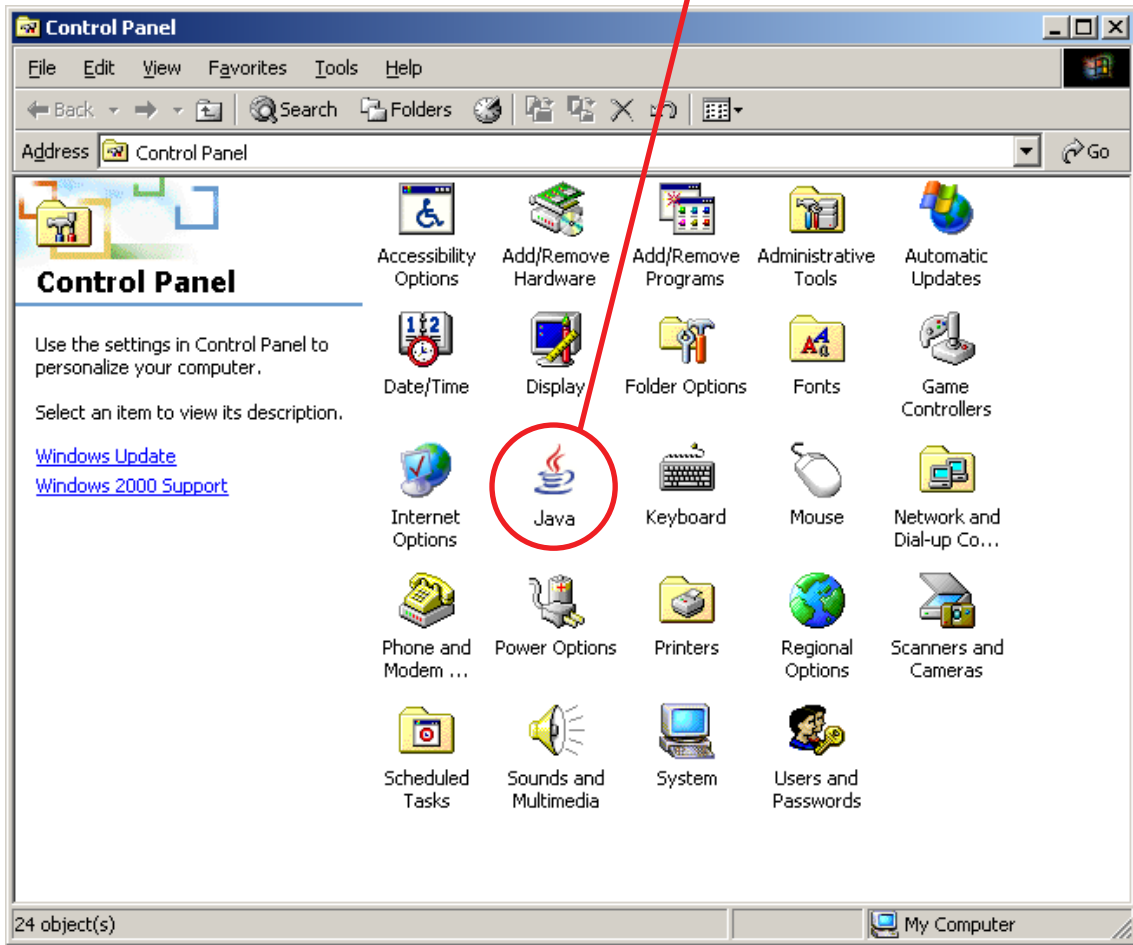 Control Panel
File Edit View Favorites Tools Help
Back Search Folders
Address Control Panel Go
Control Panel
Use the settings in Control Panel to
personalize your computer.
Select an item to view its description.
Windows Update
Windows 2000 Support
Accessibility Options
Add/Remove Hardware
Add/Remove Programs
Administrative Tools
Automatic Updates
1 2
Date/Time
Display
Folder Options
Fonts
Game Controllers
Internet Options
Java
Keyboard
Mouse
Network and Dial-up Co...
Phone and Modem ...
Power Options
Printers
Regional Options
Scanners and Cameras
Scheduled Tasks
Sounds and Multimedia
System
Users and Passwords
24 object(s) My Computer